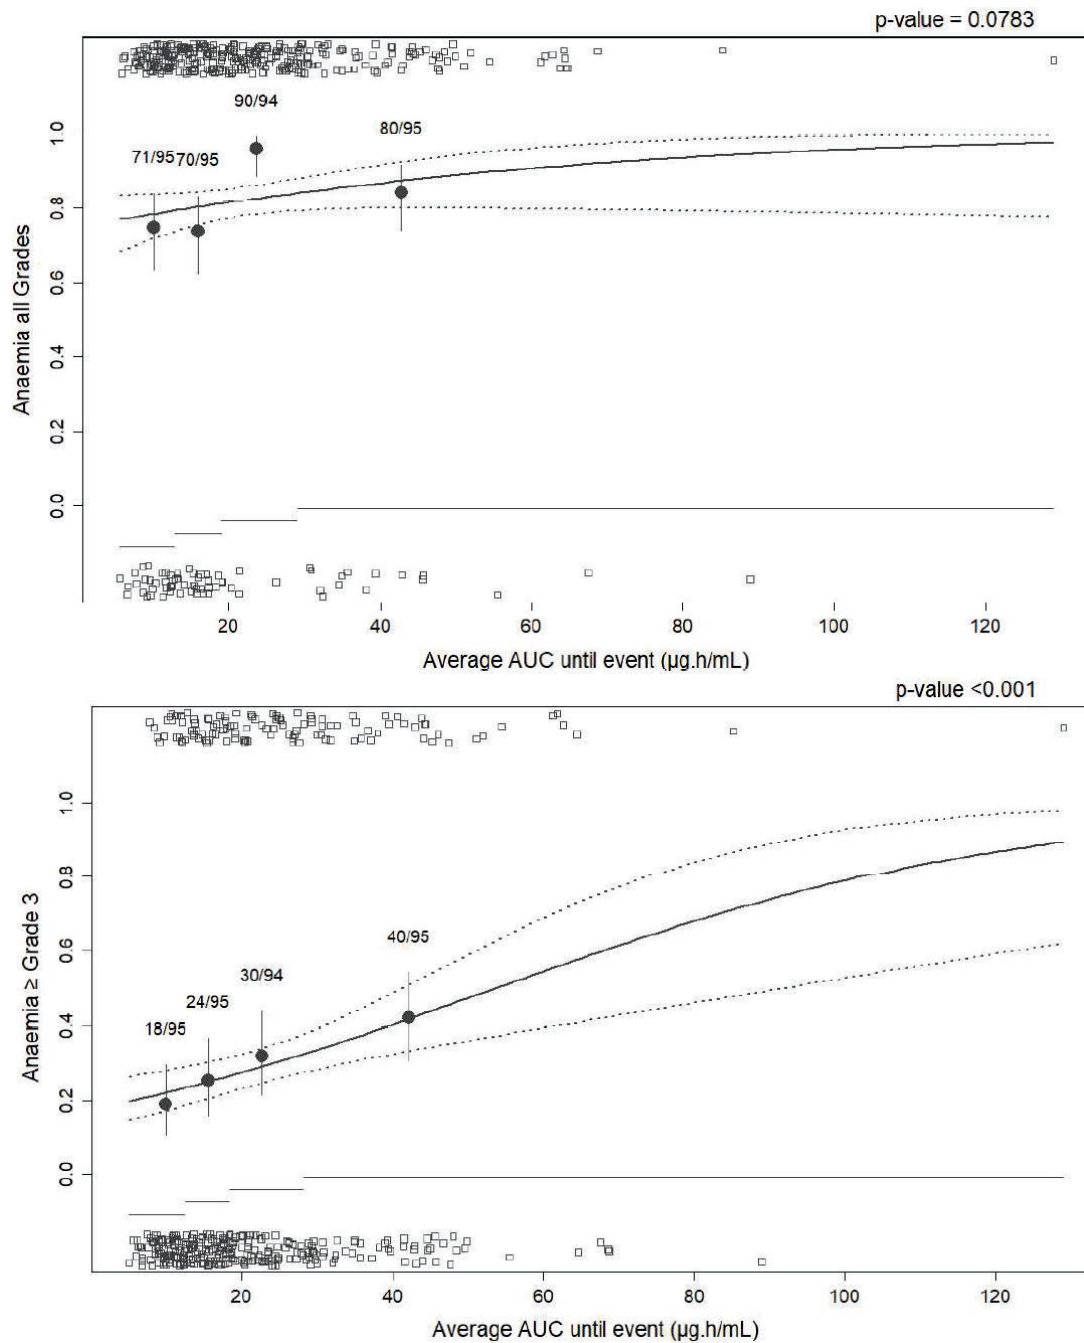 p-value = 0.0783
90/94
80/95
71/95 70/95
1.0
0.8
0.6
0.4
0.2
0.0
Anaemia all Grades
20 40 60 80 100 120
Average AUC until event (µg.h/mL)
p-value <0.001
40/95
30/94
24/95
18/95
1.0
0.8
0.6
0.4
0.2
0.0
Anaemia ≥ Grade 3
20 40 60 80 100 120
Average AUC until event (µg.h/mL)